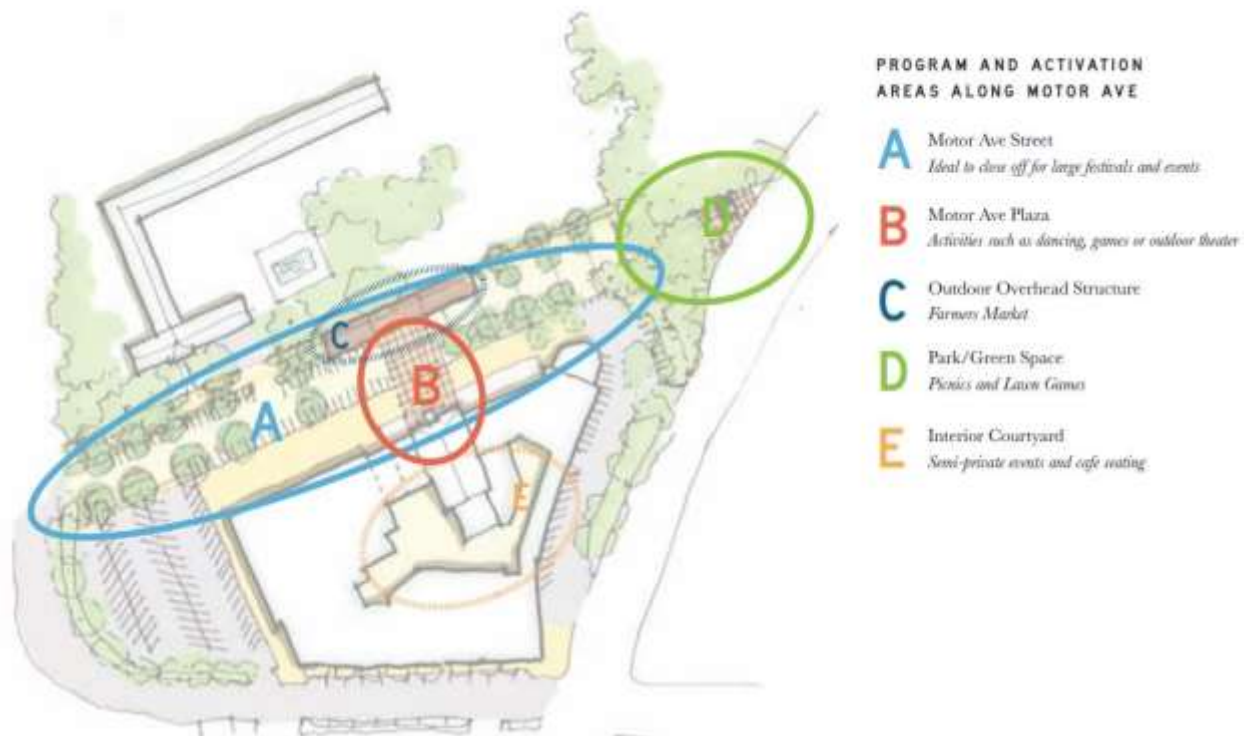 PROGRAM AND ACTIVATION
AREAS ALONG MOTOR AVE
A
Motor Ave Street
Ideal to close off for large festivals and events
B
Motor Ave Plaza
Activities such as dancing, games or outdoor theater
C
Outdoor Overhead Structure
Farmers Market
D
Park/Green Space
Picnics and Lawn Games
E
Interior Courtyard
Semi-private events and cafe seating
D
C
B
A
E